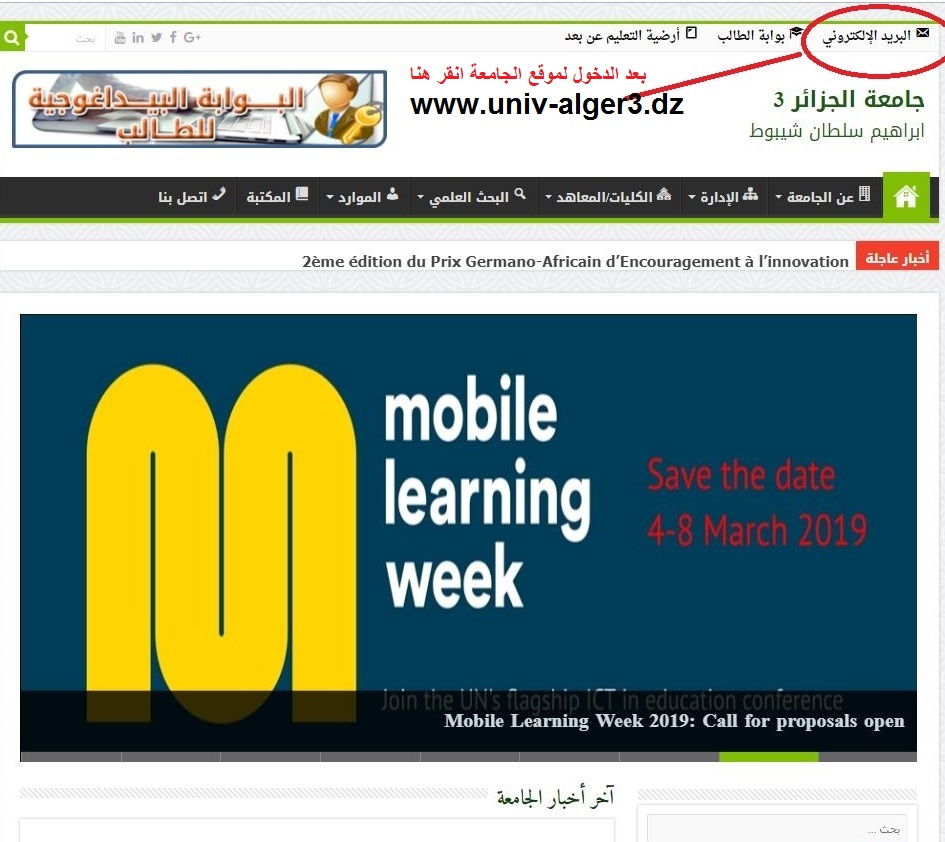 البريد الإلكتروني
بوابة الطالب
أرضية التعليم عن بعد
بحث
بعد الدخول لموقع الجامعة انقر هنا
www.univ-alger3.dz
جامعة الجزائر 3
ابراهيم سلطان شيبوط
البـــوابة البيـداغوجية
للطــالب
عن الجامعة
الإدارة
الكليات/المعاهد
البحث العلمي
الموارد
المكتبة
اتصل بنا
أخبار عاجلة
2ème édition du Prix Germano-Africain d’Encouragement à l’innovation
mobile
learning
week
Save the date
4-8 March 2019
Join the UN's flagship ICT in education conference
Mobile Learning Week 2019: Call for proposals open
آخر أخبار الجامعة
بحث ...